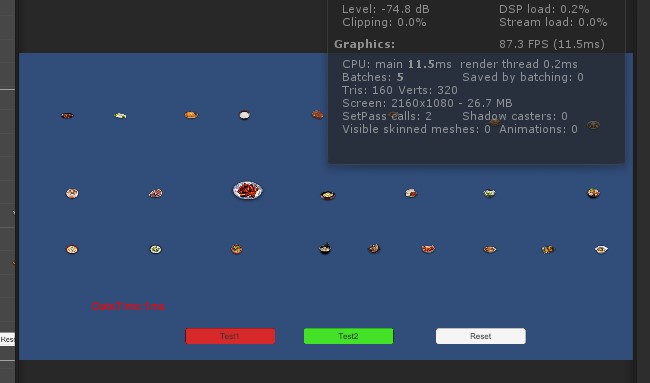 Level: -74.8 dB DSP load: 0.2%
Clipping: 0.0% Stream load: 0.0%
Graphics: 87.3 FPS (11.5ms)
CPU: main 11.5ms render thread 0.2ms
Batches: 5 Saved by batching: 0
Tris: 160 Verts: 320
Screen: 2160x1080 - 26.7 MB
SetPass calls: 2 Shadow casters: 0
Visible skinned meshes: 0 Animations: 0
Test1 Test2 Reset